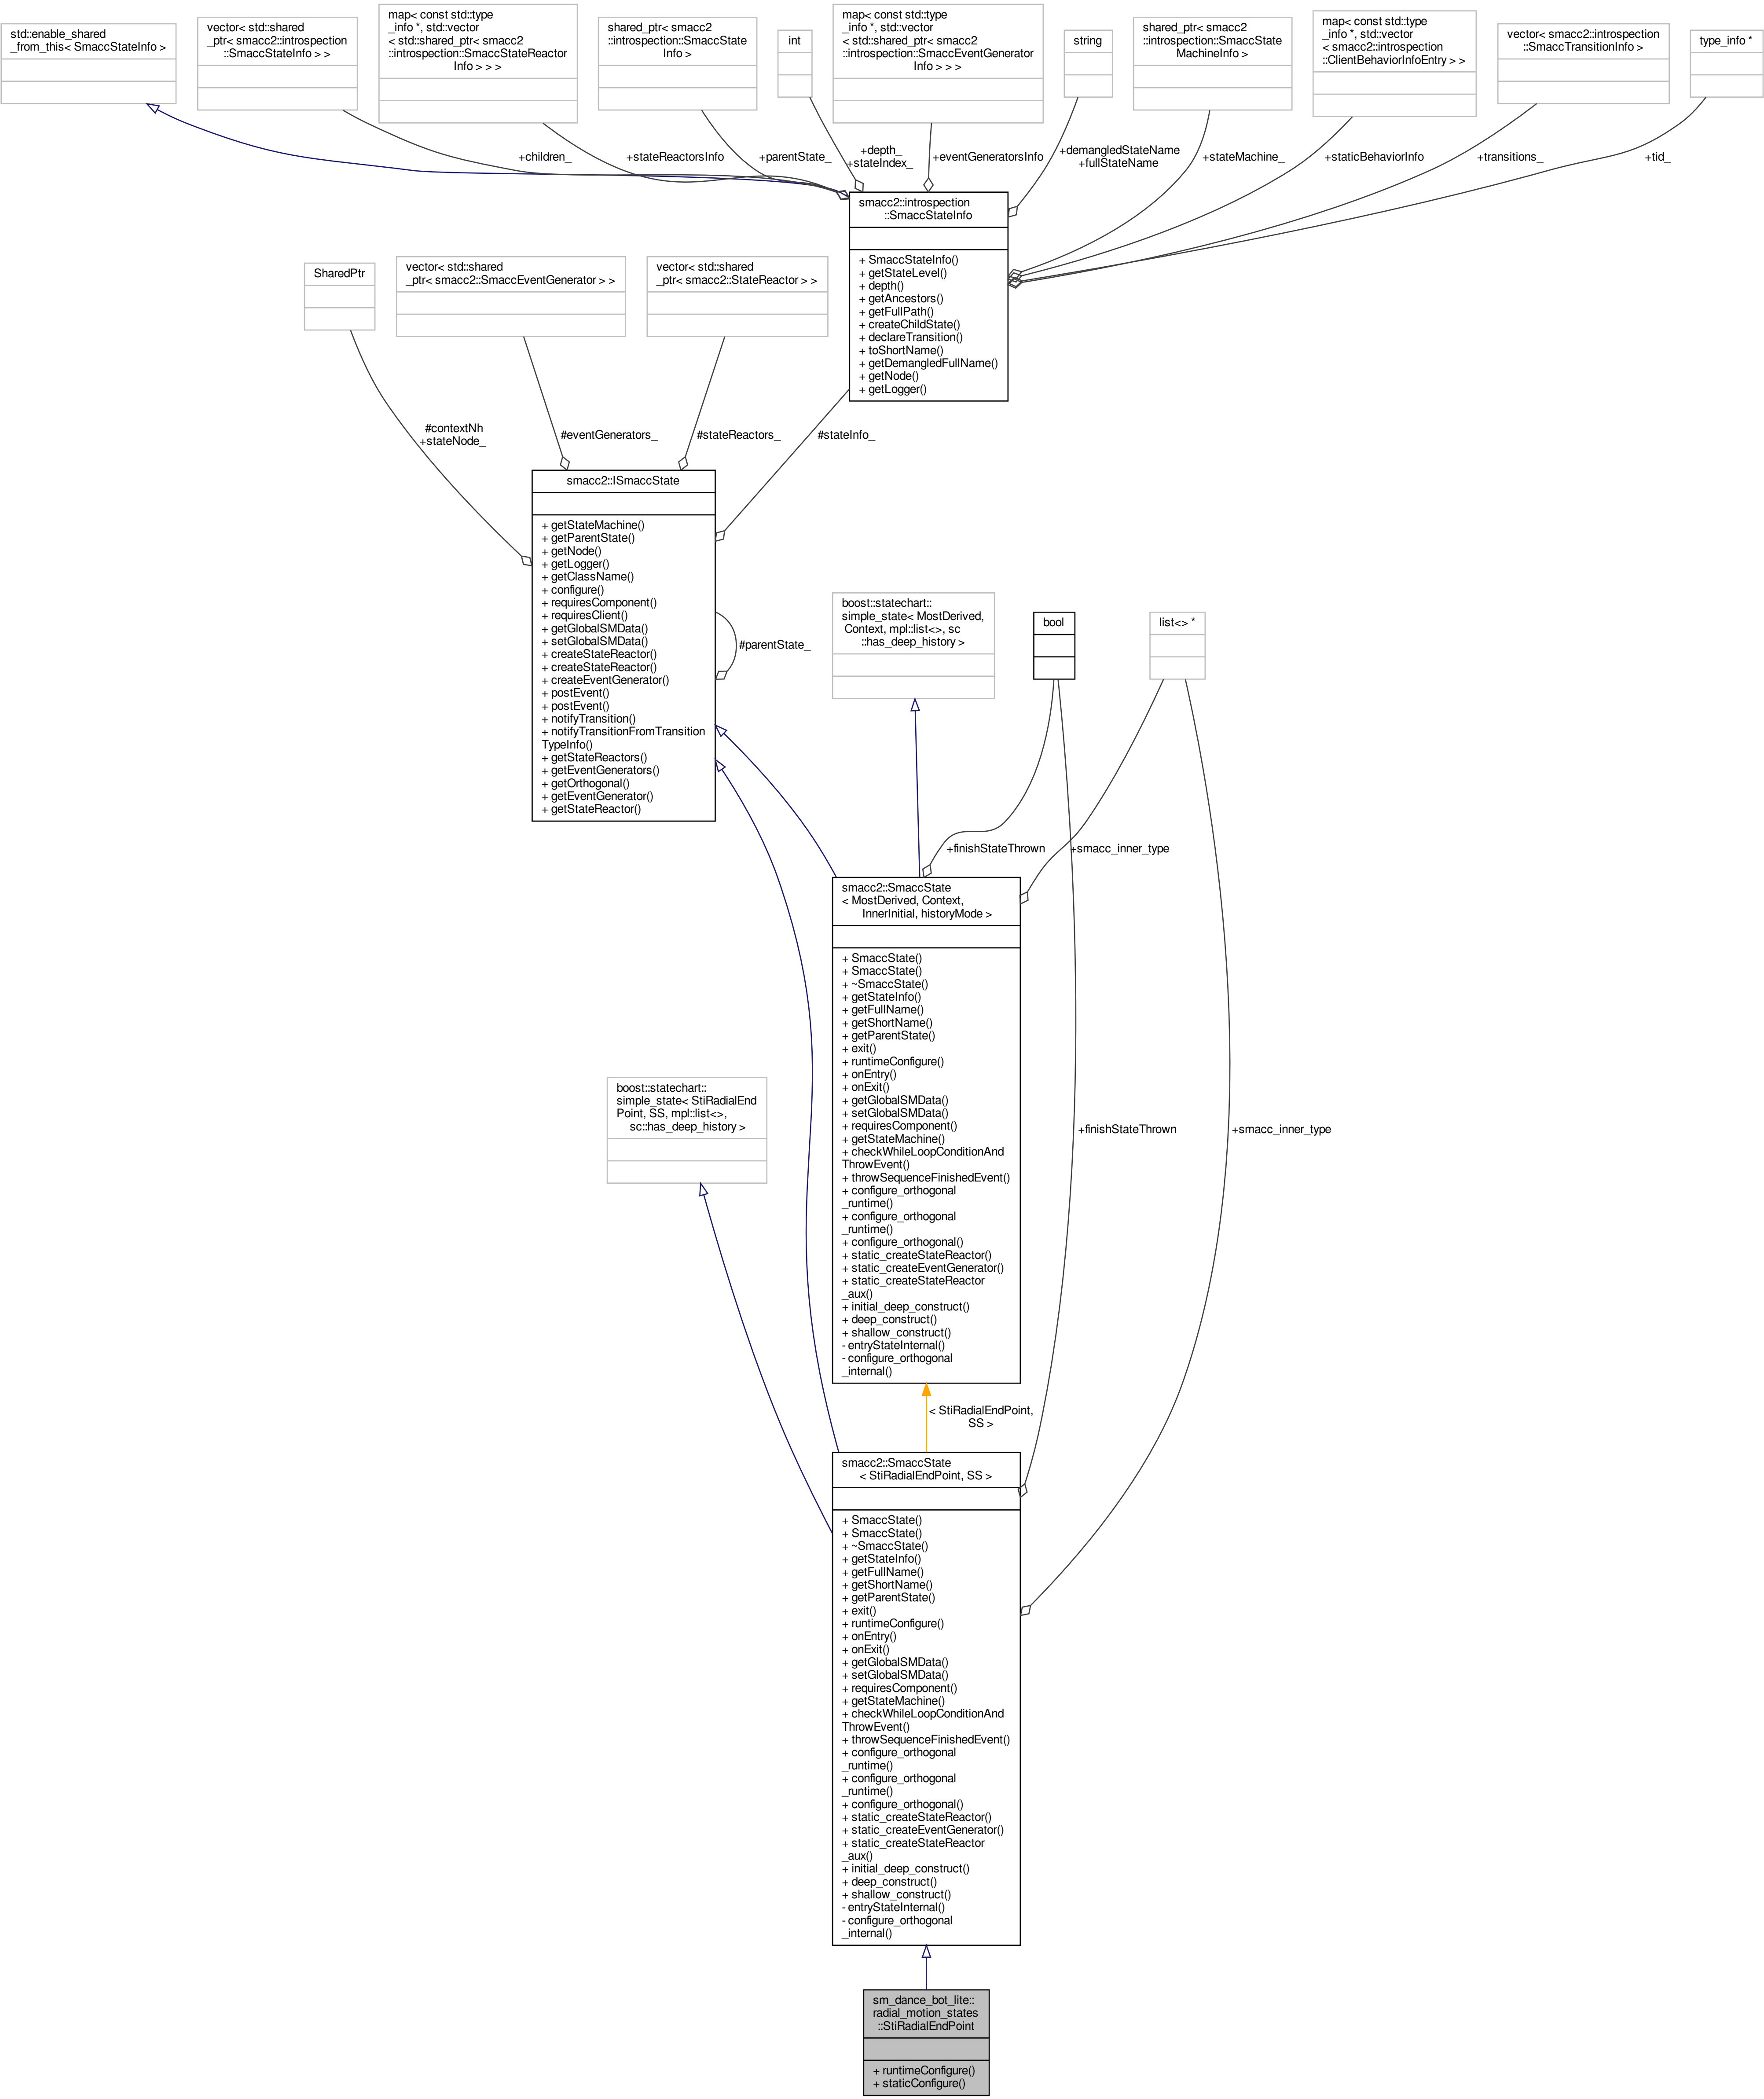 std::enable_shared
_from_this< SmaccStateInfo >
vector< std::shared
_ptr< smacc2::introspection
::SmaccStateInfo > >
map< const std::type
_info *, std::vector
< std::shared_ptr< smacc2
::introspection::SmaccStateReactor
Info > > >
shared_ptr< smacc2
::introspection::SmaccState
Info >
int
map< const std::type
_info *, std::vector
< std::shared_ptr< smacc2
::introspection::SmaccEventGenerator
Info > > >
string
shared_ptr< smacc2
::introspection::SmaccState
MachineInfo >
map< const std::type
_info *, std::vector
< smacc2::introspection
::ClientBehaviorInfoEntry > >
vector< smacc2::introspection
::SmaccTransitionInfo >
type_info *
+children_
+stateReactorsInfo
+parentState_
+depth_
+stateIndex_
+eventGeneratorsInfo
+demangledStateName
+fullStateName
+stateMachine_
+staticBehaviorInfo
+transitions_
+tid_
smacc2::introspection
::SmaccStateInfo
+ SmaccStateInfo()
+ getStateLevel()
+ depth()
+ getAncestors()
+ getFullPath()
+ createChildState()
+ declareTransition()
+ toShortName()
+ getDemangledFullName()
+ getNode()
+ getLogger()
SharedPtr
vector< std::shared
_ptr< smacc2::SmaccEventGenerator > >
vector< std::shared
_ptr< smacc2::StateReactor > >
#contextNh
+stateNode_
#eventGenerators_
#stateReactors_
#stateInfo_
smacc2::ISmaccState
+ getStateMachine()
+ getParentState()
+ getNode()
+ getLogger()
+ getClassName()
+ configure()
+ requiresComponent()
+ requiresClient()
+ getGlobalSMData()
+ setGlobalSMData()
+ createStateReactor()
+ createStateReactor()
+ createEventGenerator()
+ postEvent()
+ postEvent()
+ notifyTransition()
+ notifyTransitionFromTransition
TypeInfo()
+ getStateReactors()
+ getEventGenerators()
+ getOrthogonal()
+ getEventGenerator()
+ getStateReactor()
#parentState_
boost::statechart::
simple_state< MostDerived,
Context, mpl::list<>, sc
::has_deep_history >
bool
list<> *
+finishStateThrown
+smacc_inner_type
smacc2::SmaccState
< MostDerived, Context,
InnerInitial, historyMode >
+ SmaccState()
+ SmaccState()
+ ~SmaccState()
+ getStateInfo()
+ getFullName()
+ getShortName()
+ getParentState()
+ exit()
+ runtimeConfigure()
+ onEntry()
+ onExit()
+ getGlobalSMData()
+ setGlobalSMData()
+ requiresComponent()
+ getStateMachine()
+ checkWhileLoopConditionAnd
ThrowEvent()
+ throwSequenceFinishedEvent()
+ configure_orthogonal
_runtime()
+ configure_orthogonal
_runtime()
+ configure_orthogonal()
+ static_createStateReactor()
+ static_createEventGenerator()
+ static_createStateReactor
_aux()
+ initial_deep_construct()
+ deep_construct()
+ shallow_construct()
- entryStateInternal()
- configure_orthogonal
_internal()
boost::statechart::
simple_state< StiRadialEnd
Point, SS, mpl::list<>,
sc::has_deep_history >
+finishStateThrown
+smacc_inner_type
< StiRadialEndPoint,
SS >
smacc2::SmaccState
< StiRadialEndPoint, SS >
+ SmaccState()
+ SmaccState()
+ ~SmaccState()
+ getStateInfo()
+ getFullName()
+ getShortName()
+ getParentState()
+ exit()
+ runtimeConfigure()
+ onEntry()
+ onExit()
+ getGlobalSMData()
+ setGlobalSMData()
+ requiresComponent()
+ getStateMachine()
+ checkWhileLoopConditionAnd
ThrowEvent()
+ throwSequenceFinishedEvent()
+ configure_orthogonal
_runtime()
+ configure_orthogonal
_runtime()
+ configure_orthogonal()
+ static_createStateReactor()
+ static_createEventGenerator()
+ static_createStateReactor
_aux()
+ initial_deep_construct()
+ deep_construct()
+ shallow_construct()
- entryStateInternal()
- configure_orthogonal
_internal()
sm_dance_bot_lite::
radial_motion_states
::StiRadialEndPoint
+ runtimeConfigure()
+ staticConfigure()